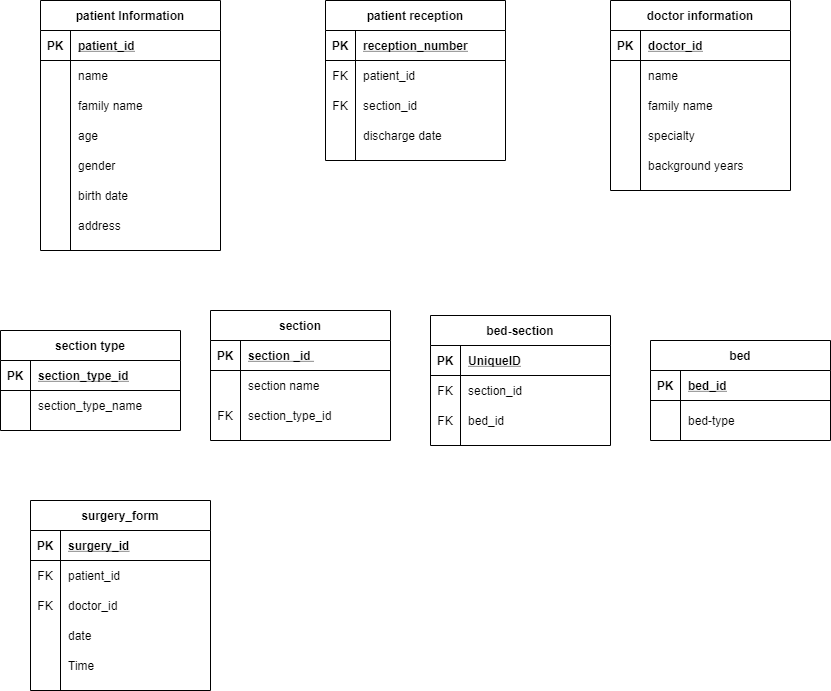 patient Information
PK patient_id
name
family name
age
gender
birth date
address
patient reception
PK reception_number
FK patient_id
FK section_id
discharge date
doctor information
PK doctor_id
name
family name
specialty
background years
section type
PK section_type_id
section_type_name
section
PK section _id
section name
FK section_type_id
bed-section
PK UniqueID
FK section_id
FK bed_id
bed
PK bed_id
bed-type
surgery_form
PK surgery_id
FK patient_id
FK doctor_id
date
Time